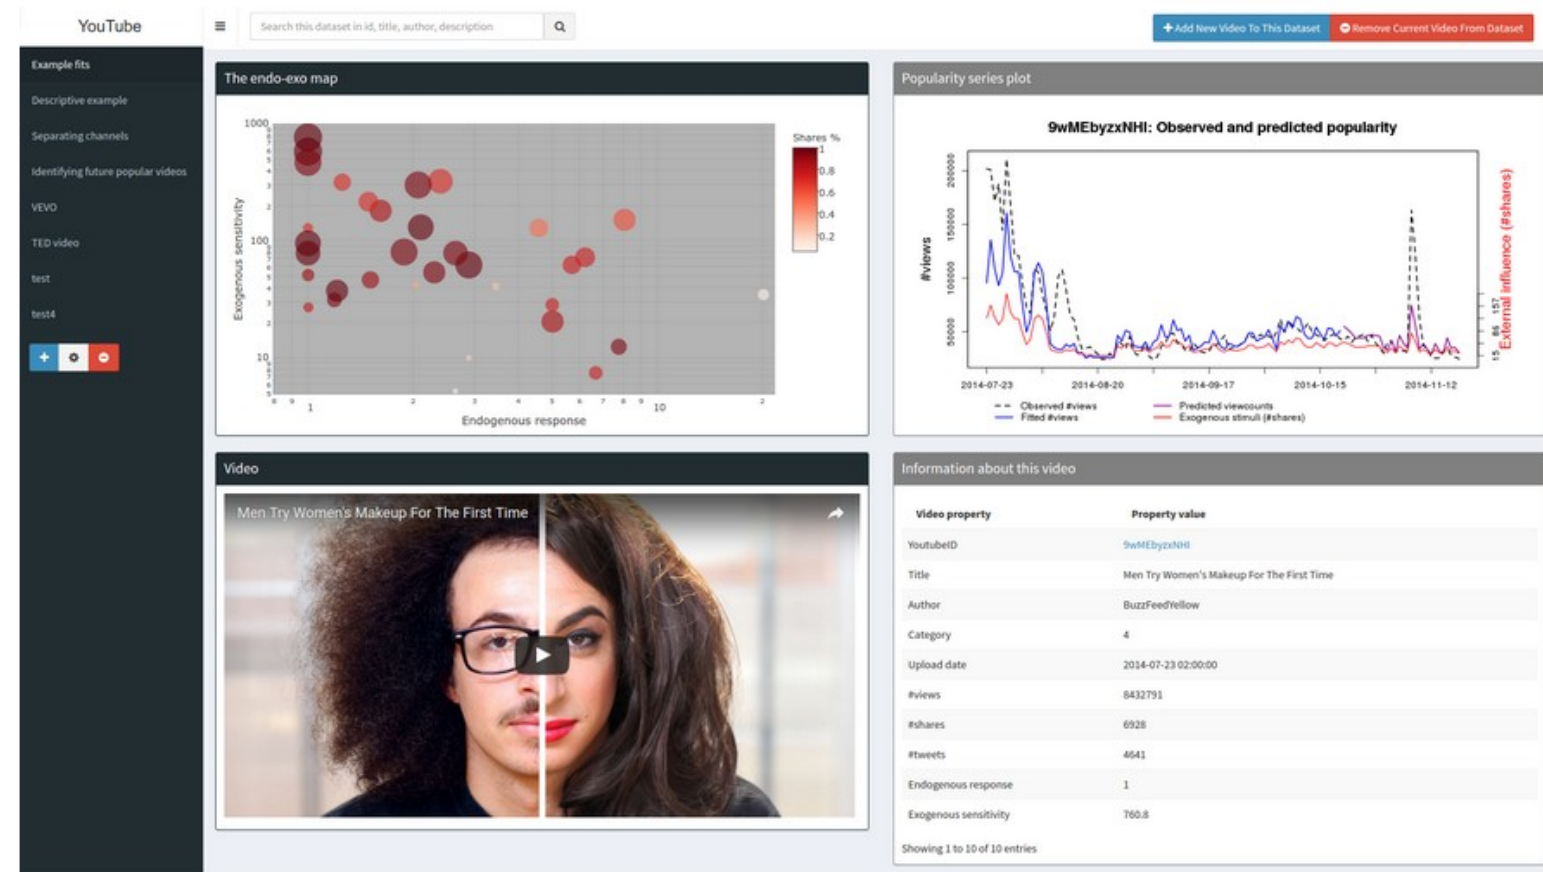 YouTube
Search this dataset in id, title, author, description
Add New Video To This Dataset
Remove Current Video From Dataset
Example fits
Descriptive example
Separating channels
Identifying future popular videos
VEVO
TED video
test
test4
The endo-exo map
Exogenous sensitivity
1000
100
10
1
10
Endogenous response
Shares %
1
0.8
0.6
0.4
0.2
Popularity series plot
9wMEbyzxNHI: Observed and predicted popularity
#views
200000
150000
100000
50000
External influence (#shares)
157
86
15
2014-07-23
2014-08-20
2014-09-17
2014-10-15
2014-11-12
Observed #views
Fitted #views
Predicted viewcounts
Exogenous stimuli (#shares)
Video
Men Try Women's Makeup For The First Time
Information about this video
Video property Property value
YoutubeID 9wMEbyzxNHI
Title Men Try Women's Makeup For The First Time
Author BuzzFeedYellow
Category 4
Upload date 2014-07-23 02:00:00
#views 8432791
#shares 6928
#tweets 4641
Endogenous response 1
Exogenous sensitivity 760.8
Showing 1 to 10 of 10 entries